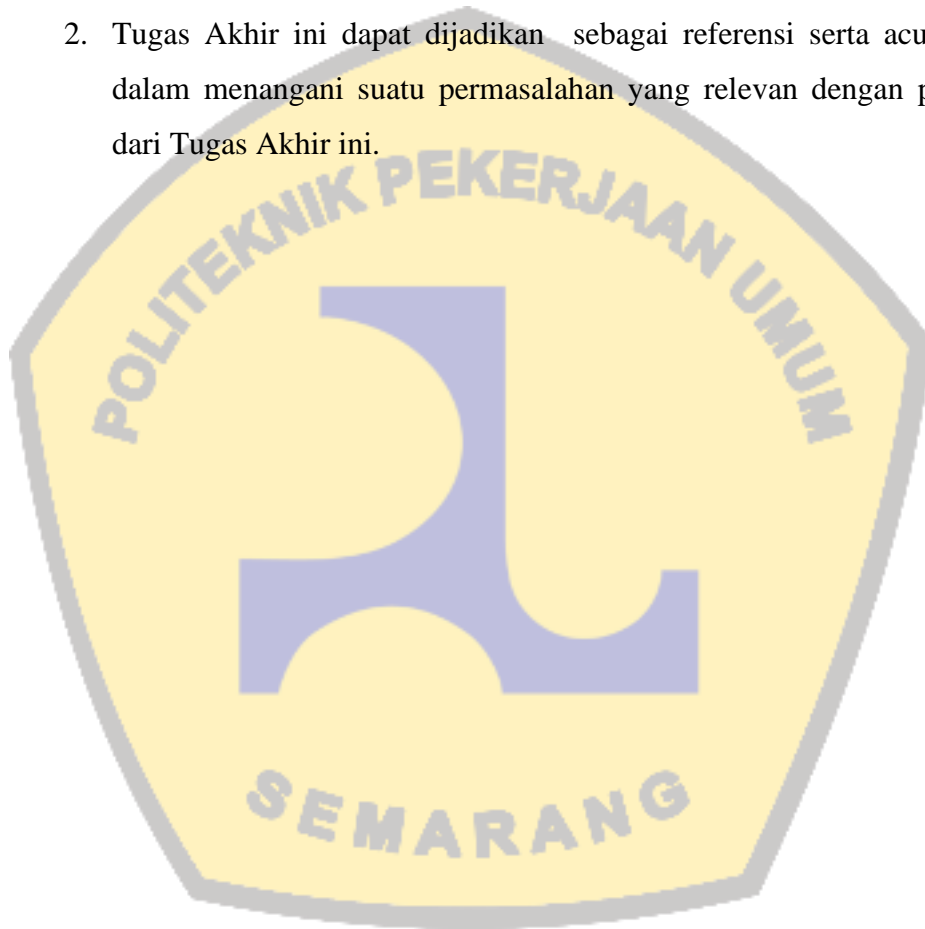 2. Tugas Akhir ini dapat dijadikan sebagai referensi serta acu
dalam menangani suatu permasalahan yang relevan dengan p
dari Tugas Akhir ini.
POLITEKNIK PEKERJAAN UMUM
SEMARANG